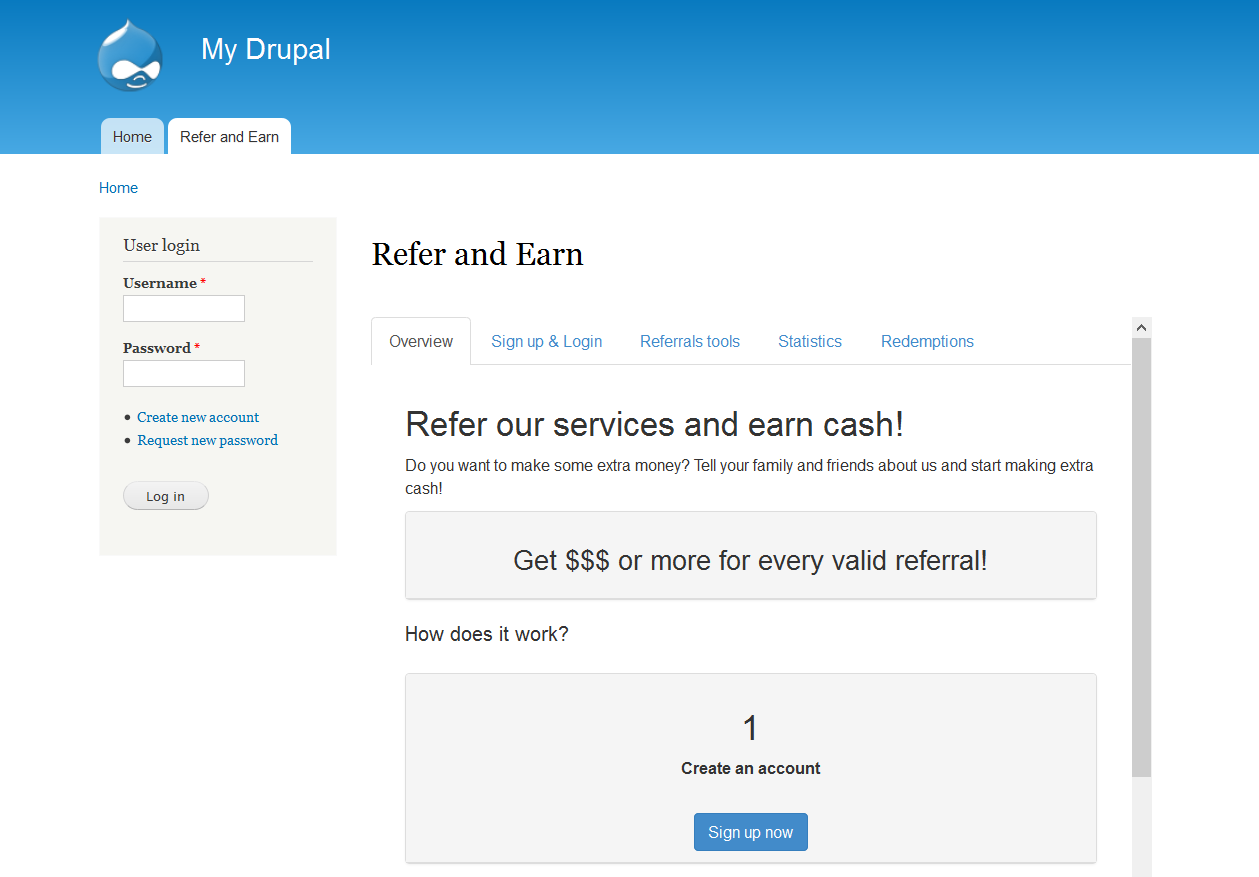 My Drupal
Home
Refer and Earn
Home
User login
Username *
Password *
Create new account
Request new password
Log in
Refer and Earn
Overview
Sign up & Login
Referrals tools
Statistics
Redemptions
Refer our services and earn cash!
Do you want to make some extra money? Tell your family and friends about us and start making extra
cash!
Get $$$ or more for every valid referral!
How does it work?
1
Create an account
Sign up now